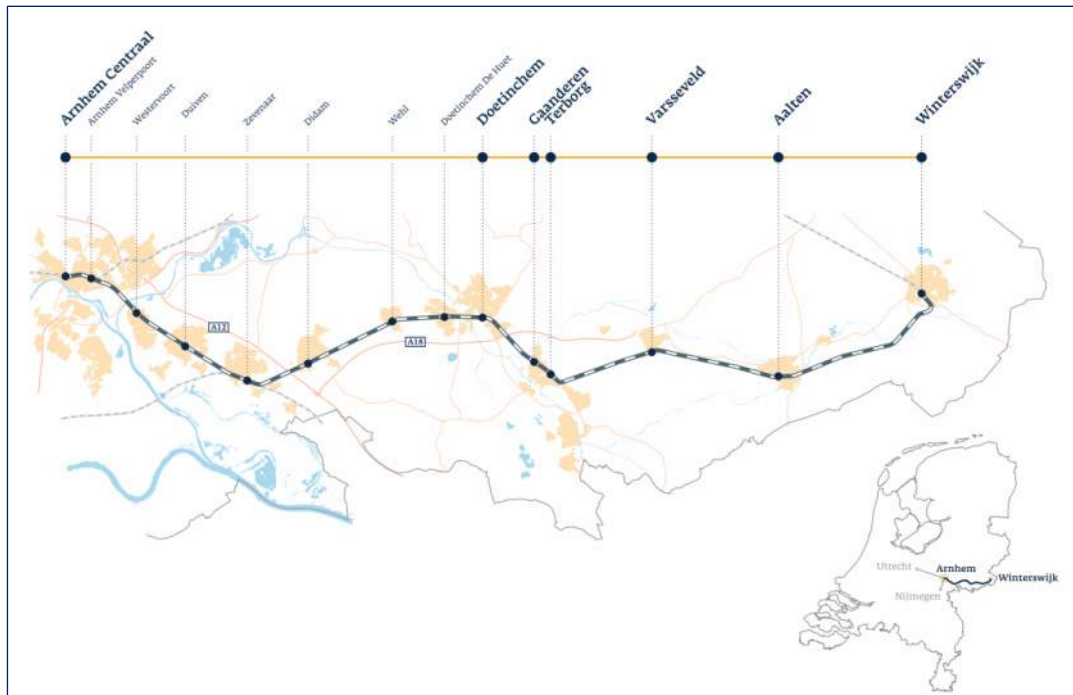 Arnhem Centraal
Arnhem Velperpoort
Westervoort
Duiven
Zevenaar
Didam
Wehl
Doetinchem De Huet
Doetinchem
Gaanderen
Terborg
Varsseveld
Aalten
Winterswijk
A12
A18
Utrecht
Arnhem
Winterswijk
Nijmegen